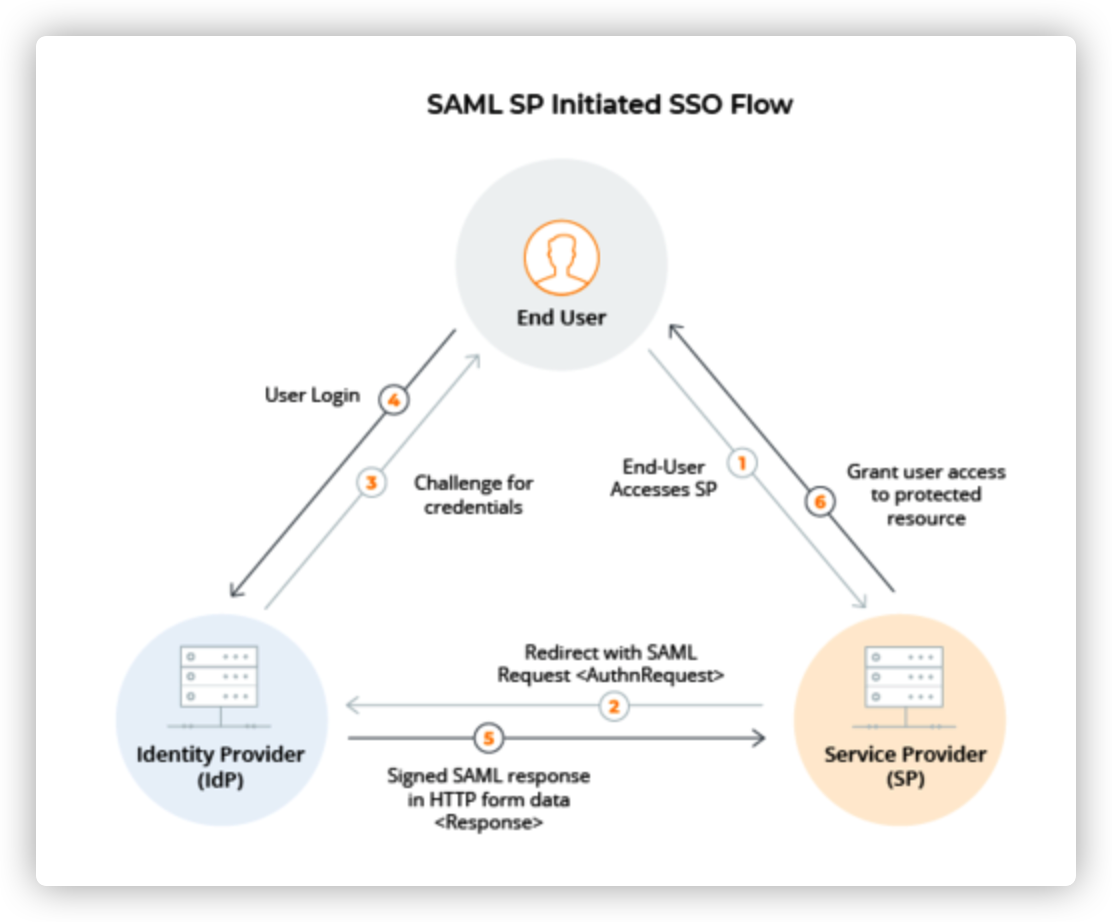 SAML SP Initiated SSO Flow
End User
User Login
4
3
Challenge for
credentials
End-User
Accesses SP
1
6
Grant user access
to protected
resource
Redirect with SAML
Request <AuthnRequest>
2
5
Signed SAML response
in HTTP form data
<Response>
Identity Provider
(IdP)
Service Provider
(SP)